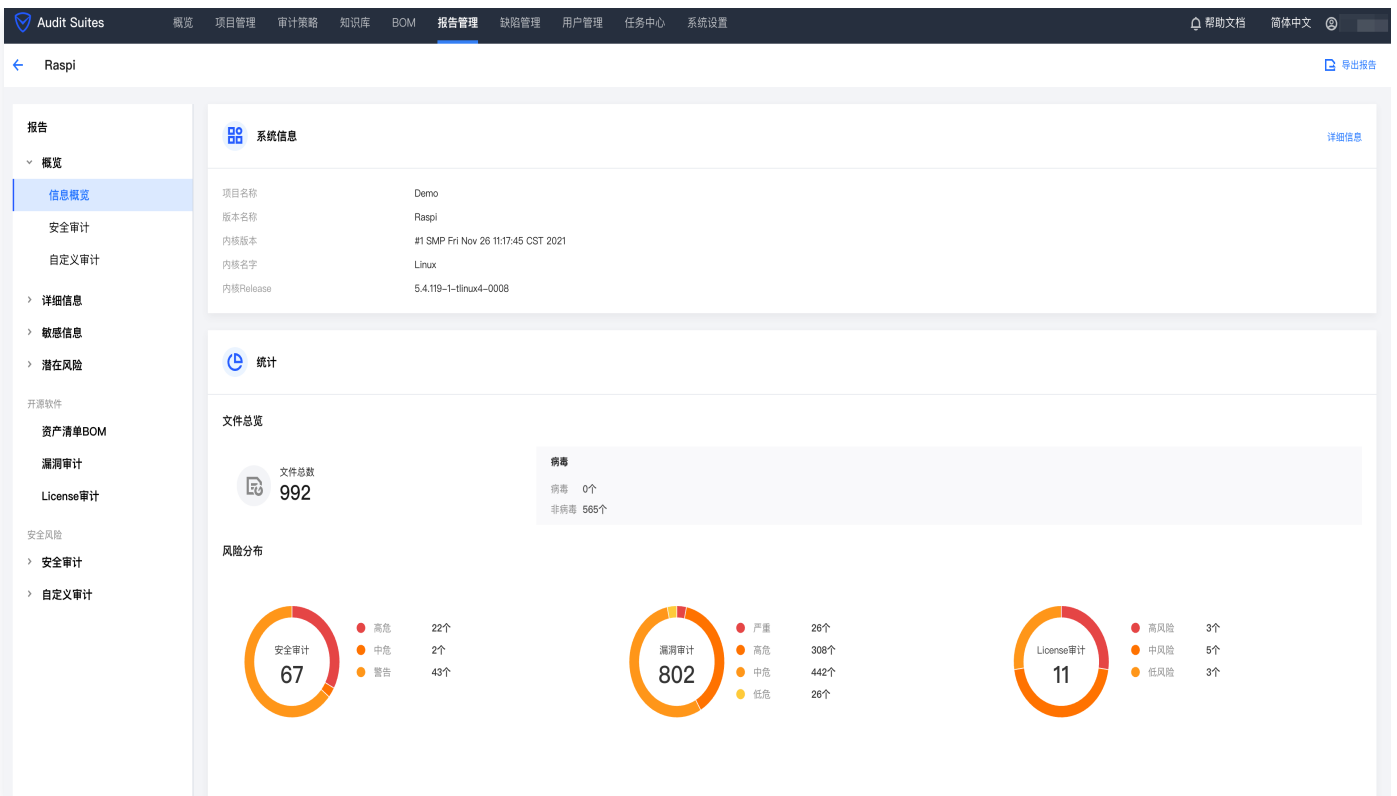 Audit Suites 概览 项目管理 审计策略 知识库 BOM 报告管理 缺陷管理 用户管理 任务中心 系统设置 帮助文档 简体中文
Raspi 导出报告
报告
概览
信息概览
安全审计
自定义审计
详细信息
敏感信息
潜在风险
开源软件
资产清单BOM
漏洞审计
License审计
安全风险
安全审计
自定义审计
系统信息 详细信息
项目名称 Demo
版本名称 Raspi
内核版本 #1 SMP Fri Nov 26 11:17:45 CST 2021
内核名字 Linux
内核Release 5.4.119-1-tlinux4-0008
统计
文件总览
文件总数
992
病毒
病毒 0个
非病毒 565个
风险分布
安全审计
67
高危 22个
中危 2个
警告 43个
漏洞审计
802
严重 26个
高危 308个
中危 442个
低危 26个
License审计
11
高风险 3个
中风险 5个
低风险 3个